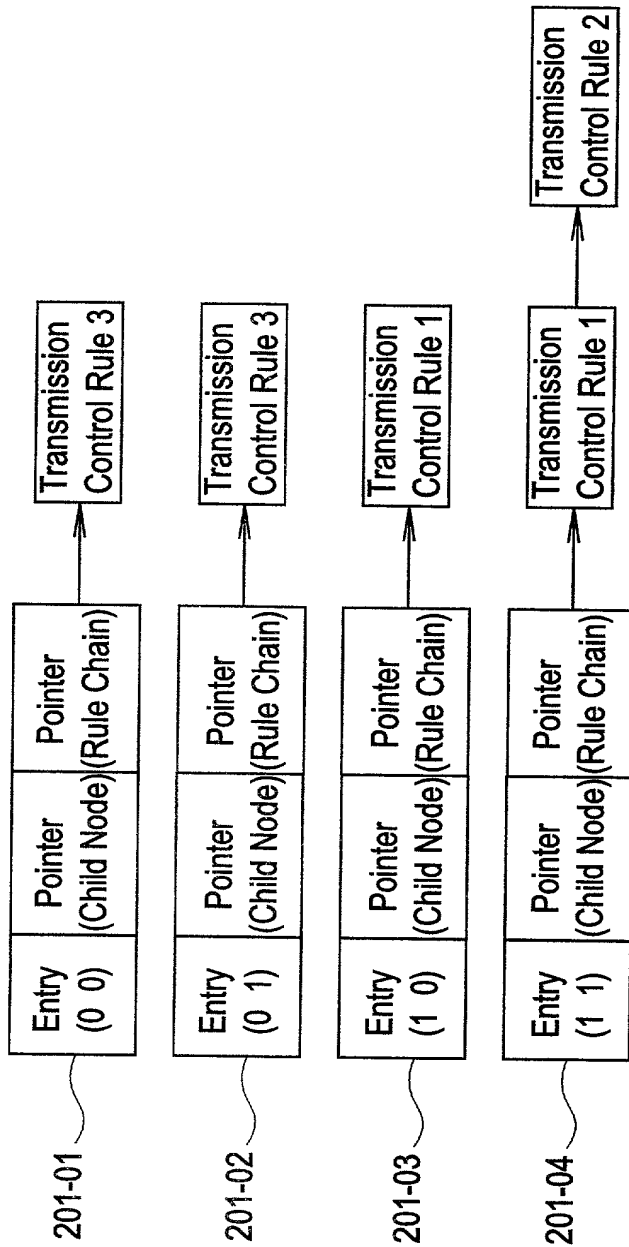 201-01
Entry
(0 0)
Pointer
(Child Node)
Pointer
(Rule Chain)
Transmission
Control Rule 3
201-02
Entry
(0 1)
Pointer
(Child Node)
Pointer
(Rule Chain)
Transmission
Control Rule 3
201-03
Entry
(1 0)
Pointer
(Child Node)
Pointer
(Rule Chain)
Transmission
Control Rule 1
201-04
Entry
(1 1)
Pointer
(Child Node)
Pointer
(Rule Chain)
Transmission
Control Rule 1
Transmission
Control Rule 2